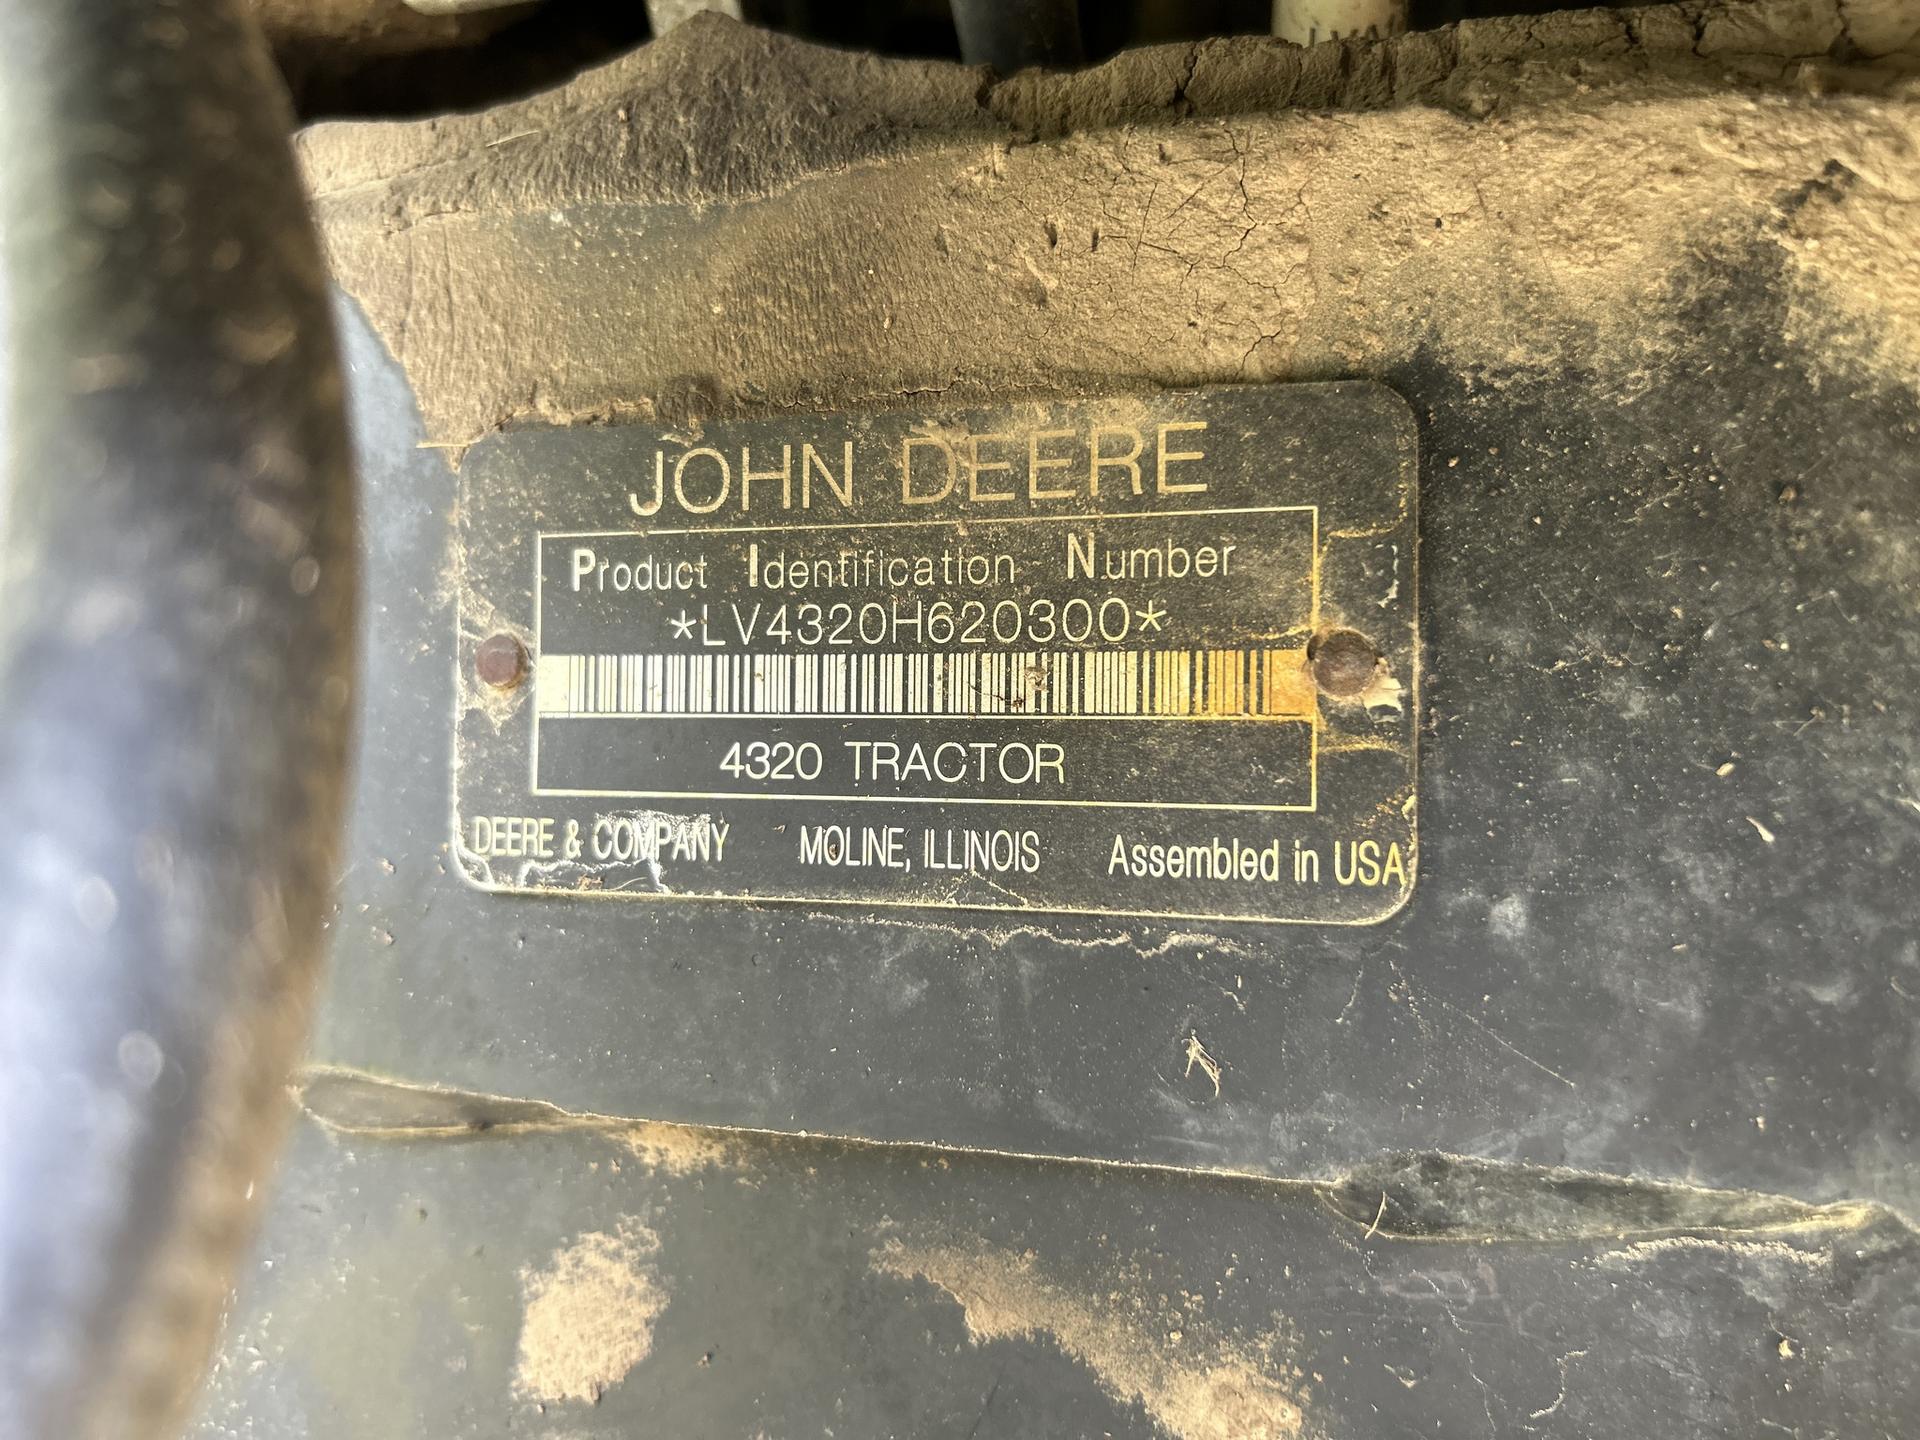 JOHN DEERE
Product Identification Number
*LV4320H620300*
4320 TRACTOR
DEERE & COMPANY MOLINE, ILLINOIS Assembled in USA